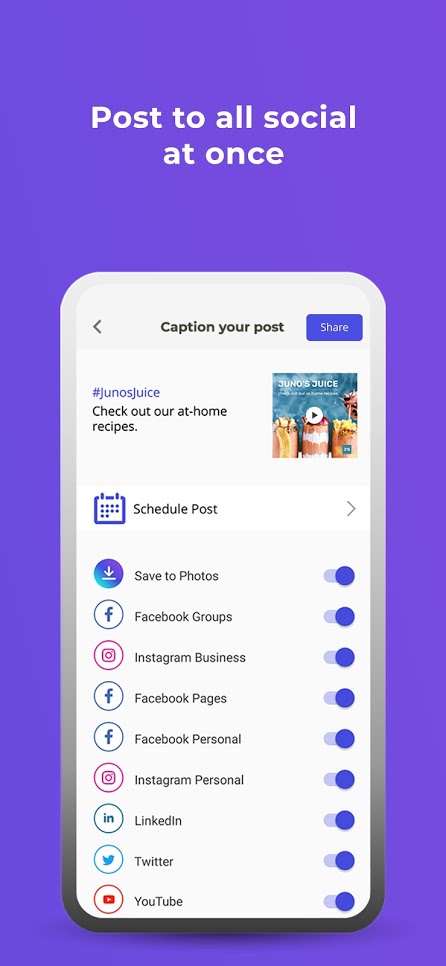 Post to all social
at once
Caption your post
Share
#JunosJuice
Check out our at-home
recipes.
JUNO'S JUICE
check out our at-home recipes
Schedule Post
Save to Photos
Facebook Groups
Instagram Business
Facebook Pages
Facebook Personal
Instagram Personal
LinkedIn
Twitter
YouTube